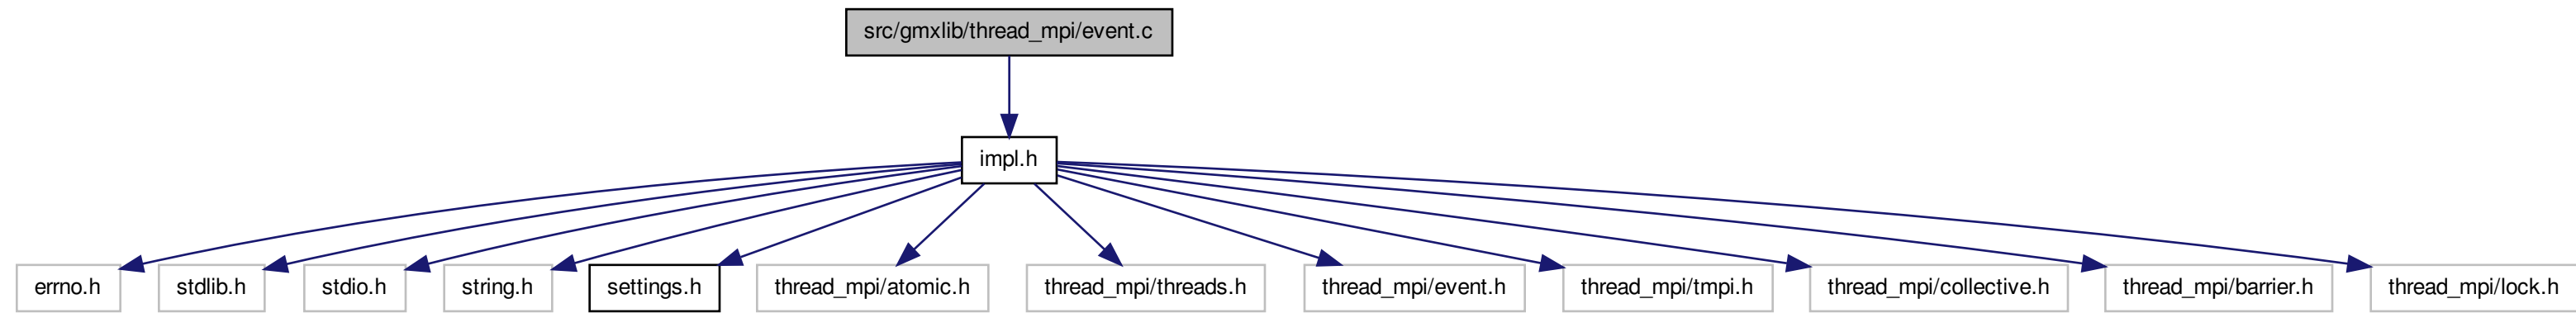 src/gmxlib/thread_mpi/event.c
impl.h
errno.h
stdlib.h
stdio.h
string.h
settings.h
thread_mpi/atomic.h
thread_mpi/threads.h
thread_mpi/event.h
thread_mpi/tmpi.h
thread_mpi/collective.h
thread_mpi/barrier.h
thread_mpi/lock.h